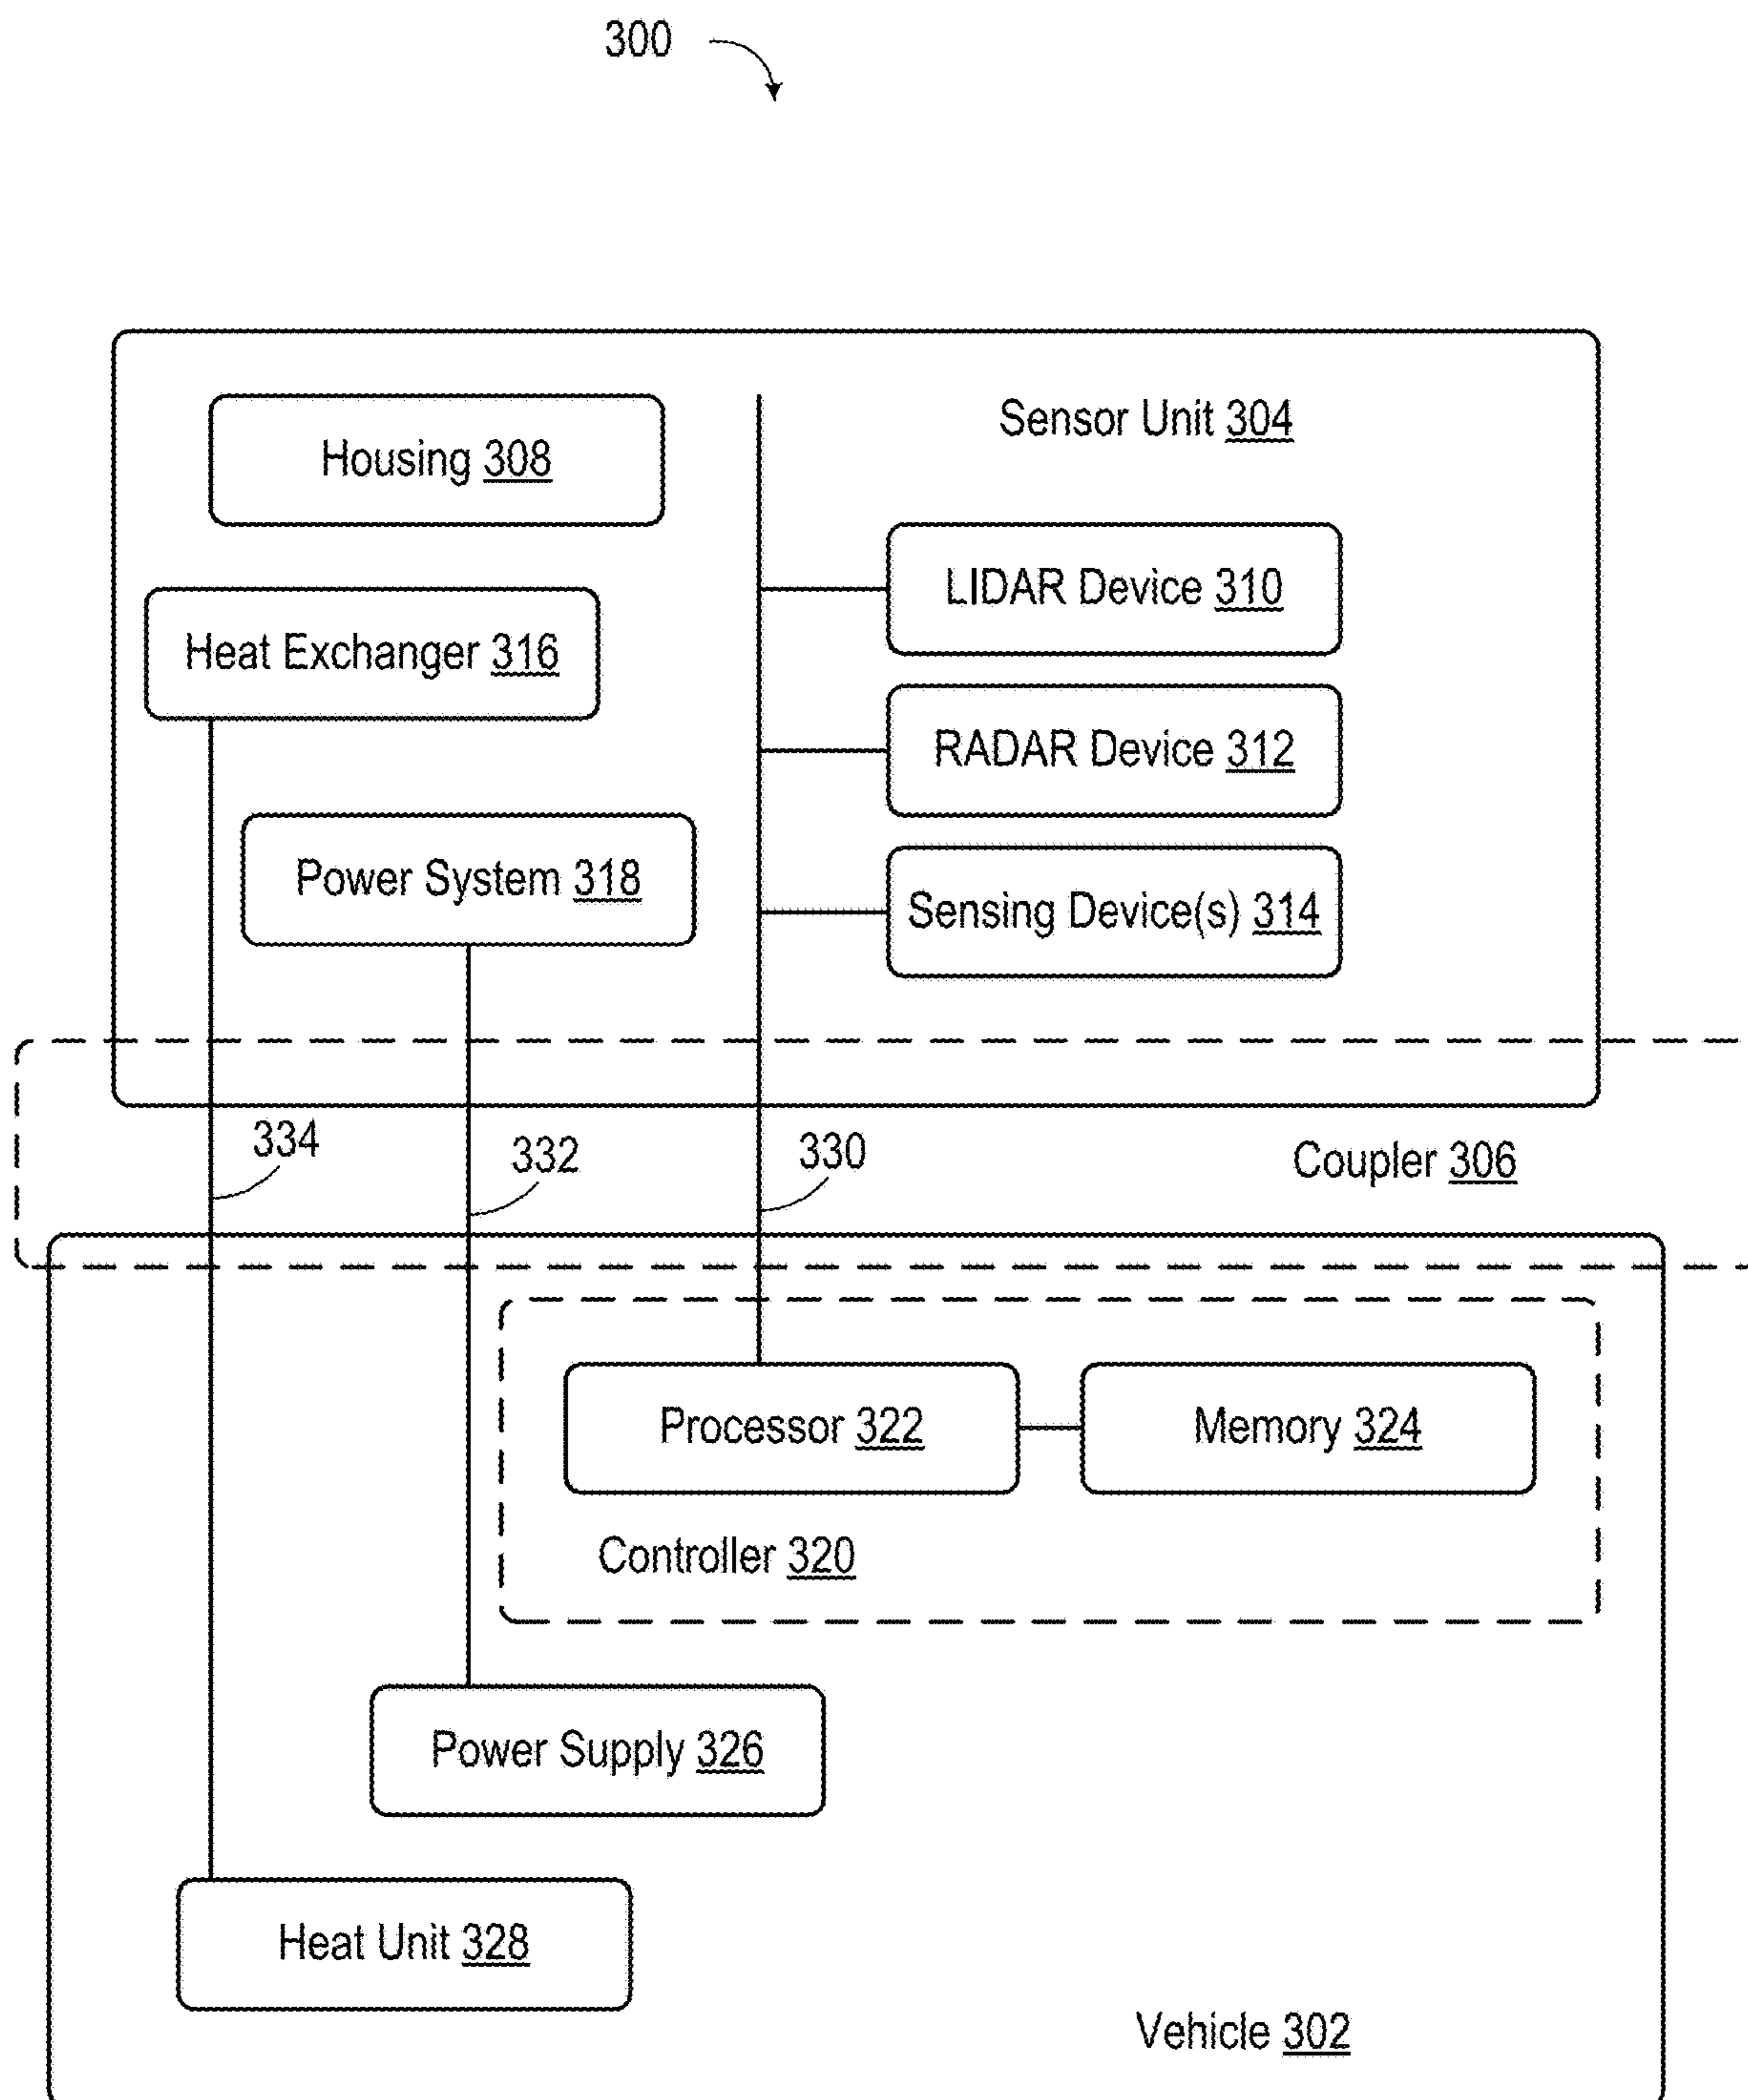 300
Sensor Unit 304
Housing 308
LIDAR Device 310
Heat Exchanger 316
RADAR Device 312
Power System 318
Sensing Device(s) 314
334
332
330
Coupler 306
Processor 322
Memory 324
Controller 320
Power Supply 326
Heat Unit 328
Vehicle 302